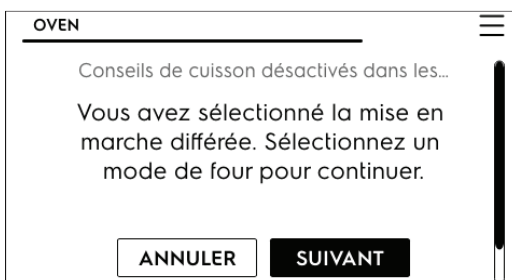 OVEN
Conseils de cuisson désactivés dans les...
Vous avez sélectionné la mise en
marche différée. Sélectionnez un
mode de four pour continuer.
ANNULER SUIVANT